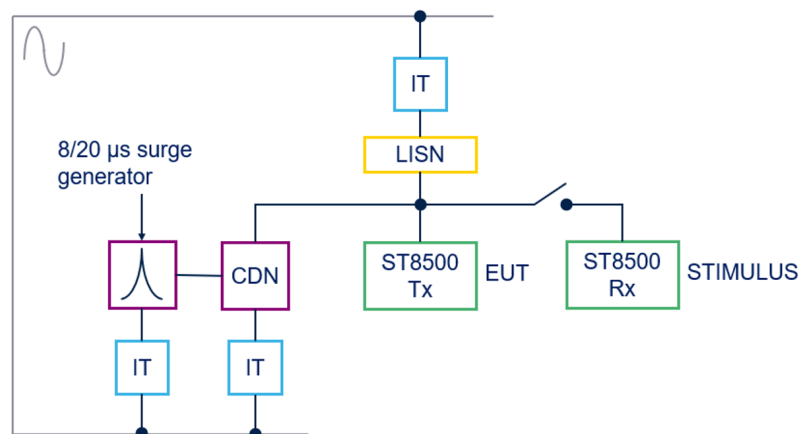 IT
LISN
8/20 µs surge
generator
CDN
ST8500
Tx
EUT
ST8500
Rx
STIMULUS
IT
IT